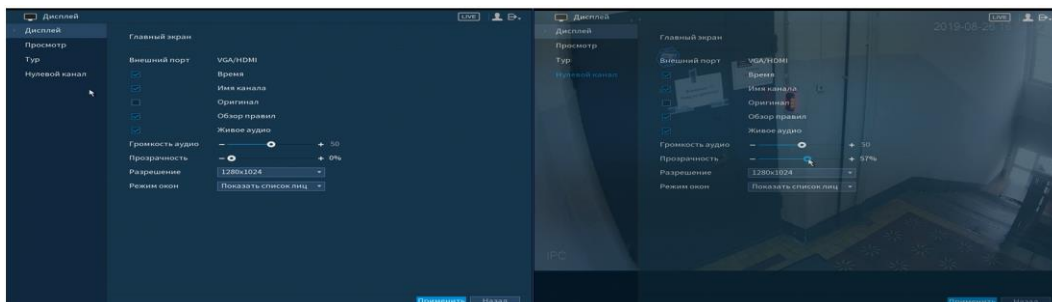 Дисплей
LIVE
Дисплей
Просмотр
Тур
Нулевой канал
Главный экран
Внешний порт VGA/HDMI
Время
Имя канала
Оригинал
Обзор правил
Живое аудио
Громкость аудио - + 50
Прозрачность - + 0%
Разрешение 1280x1024
Режим окон Показать список лиц
Применить Назад
Дисплей
LIVE
2019-08-26
Дисплей
Просмотр
Тур
Нулевой канал
Главный экран
Внешний порт VGA/HDMI
Время
Имя канала
Оригинал
Обзор правил
Живое аудио
Громкость аудио - + 50
Прозрачность - + 57%
Разрешение 1280x1024
Режим окон Показать список лиц
IPC
Применить Назад